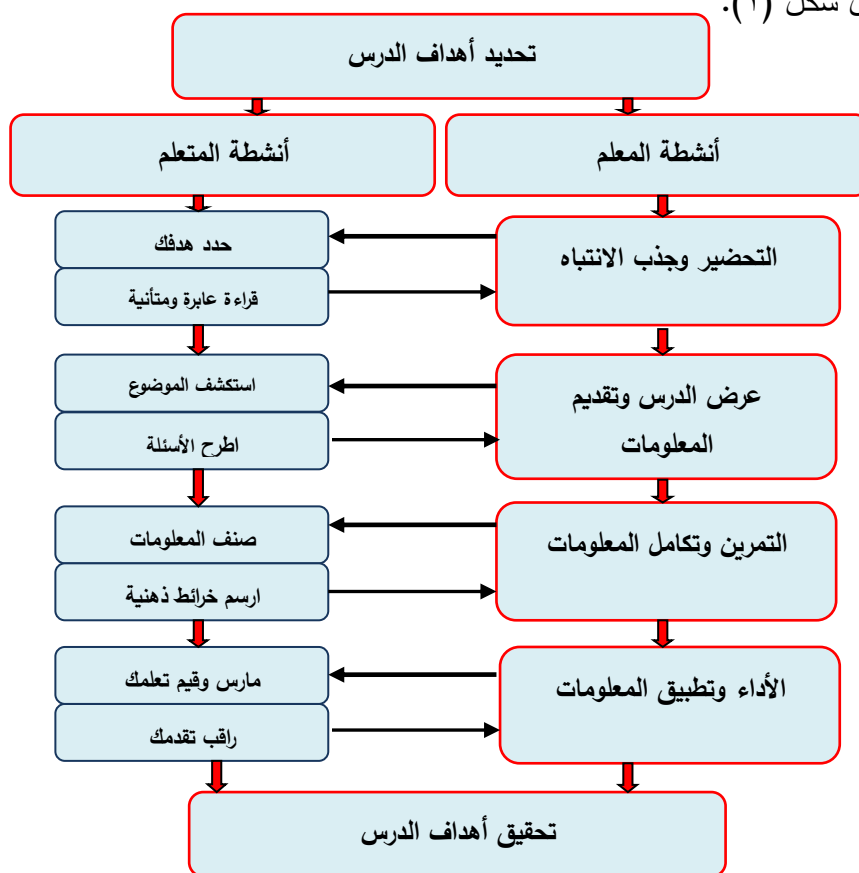 شكل (١).
تحديد أهداف الدرس
أنشطة المعلم
أنشطة المتعلم
التحضير وجذب الانتباه
حدد هدفك
قراءة عابرة ومتأنية
عرض الدرس وتقديم
المعلومات
استكشف الموضوع
اطرح الأسئلة
التمرين وتكامل المعلومات
صنف المعلومات
ارسم خرائط ذهنية
الأداء وتطبيق المعلومات
مارس وقيم تعلمك
راقب تقدمك
تحقيق أهداف الدرس